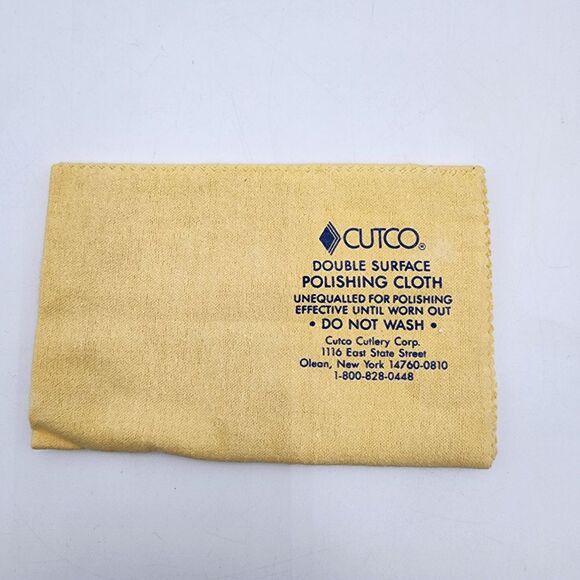 CUTCO®
DOUBLE SURFACE
POLISHING CLOTH
UNEQUALLED FOR POLISHING
EFFECTIVE UNTIL WORN OUT
• DO NOT WASH •
Cutco Cutlery Corp.
1116 East State Street
Olean, New York 14760-0810
1-800-828-0448